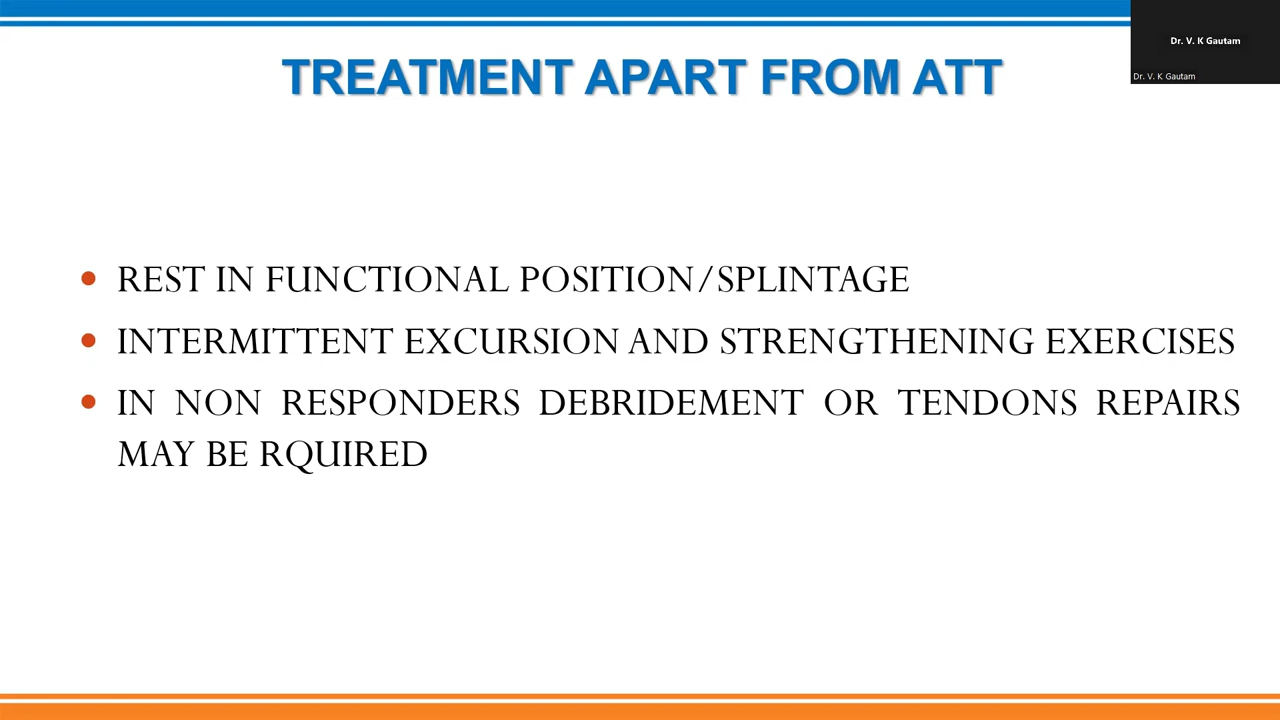 Dr. V. K Gautam
Dr. V. K Gautam
TREATMENT APART FROM ATT
• REST IN FUNCTIONAL POSITION/SPLINTAGE
• INTERMITTENT EXCURSION AND STRENGTHENING EXERCISES
• IN NON RESPONDERS DEBRIDEMENT OR TENDONS REPAIRS
MAY BE RQUIRED